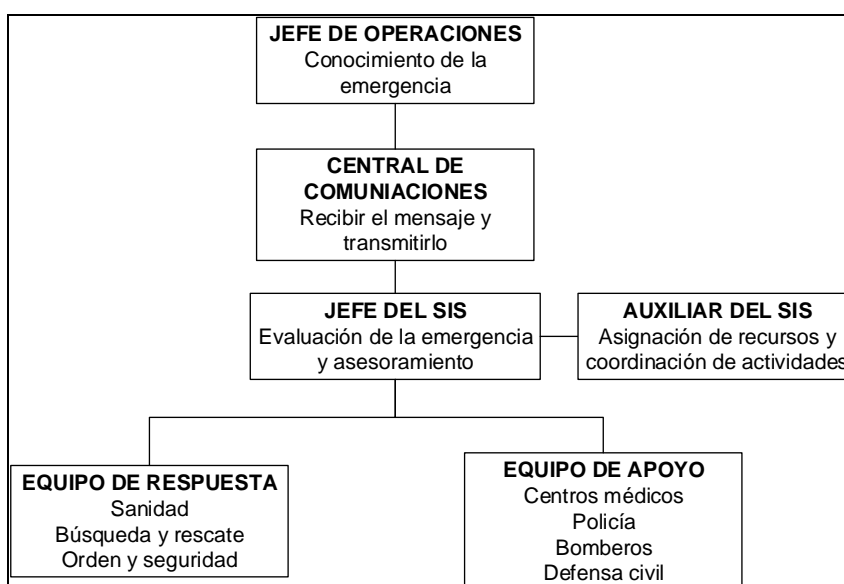 JEFE DE OPERACIONES
Conocimiento de la
emergencia
CENTRAL DE
COMUNIACIONES
Recibir el mensaje y
transmitirlo
JEFE DEL SIS
Evaluación de la emergencia
y asesoramiento
AUXILIAR DEL SIS
Asignación de recursos y
coordinación de actividades
EQUIPO DE RESPUESTA
Sanidad
Búsqueda y rescate
Orden y seguridad
EQUIPO DE APOYO
Centros médicos
Policía
Bomberos
Defensa civil